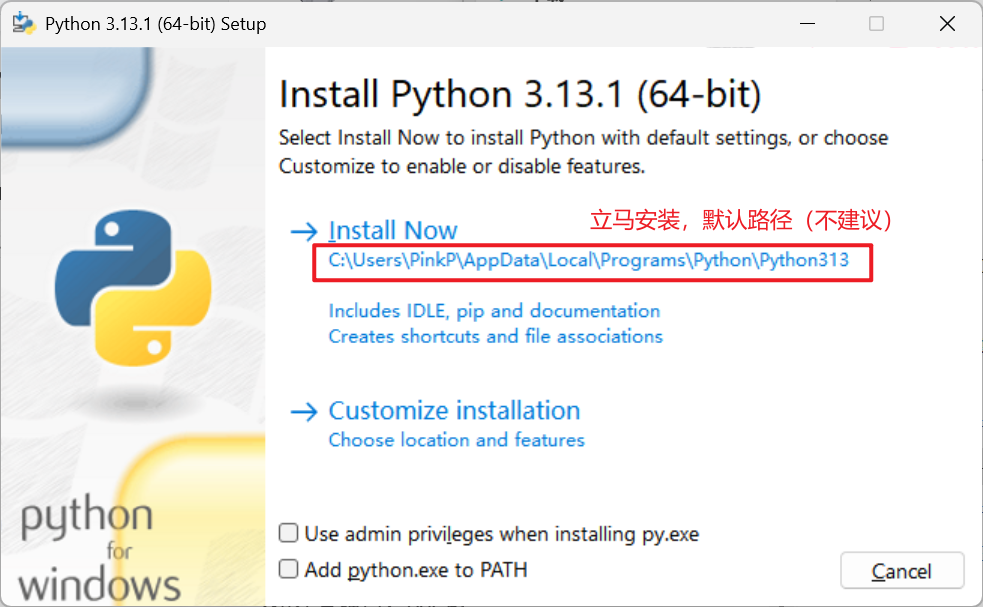 Python 3.13.1 (64-bit) Setup
Install Python 3.13.1 (64-bit)
Select Install Now to install Python with default settings, or choose
Customize to enable or disable features.
立马安装，默认路径（不建议）
Install Now
C:\Users\PinkP\AppData\Local\Programs\Python\Python313
Includes IDLE, pip and documentation
Creates shortcuts and file associations
Customize installation
Choose location and features
Use admin privileges when installing py.exe
Add python.exe to PATH
Cancel
python
for
windows